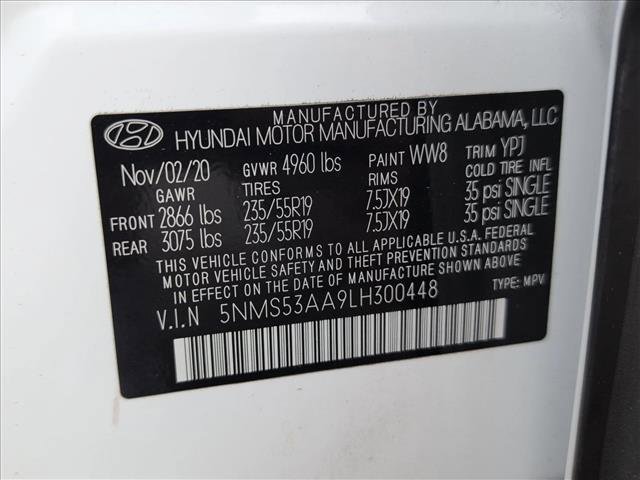 MANUFACTURED BY
HYUNDAI MOTOR MANUFACTURING ALABAMA, LLC
Nov/02/20 GVWR 4960 lbs PAINT WW8 TRIM YPJ
GAWR TIRES RIMS COLD TIRE INFL
FRONT 2866 lbs 235/55R19 7.5JX19 35 psi SINGLE
REAR 3075 lbs 235/55R19 7.5JX19 35 psi SINGLE
THIS VEHICLE CONFORMS TO ALL APPLICABLE U.S.A. FEDERAL
MOTOR VEHICLE SAFETY AND THEFT PREVENTION STANDARDS
IN EFFECT ON THE DATE OF MANUFACTURE SHOWN ABOVE.
V.I.N 5NMS53AA9LH300448 TYPE: MPV